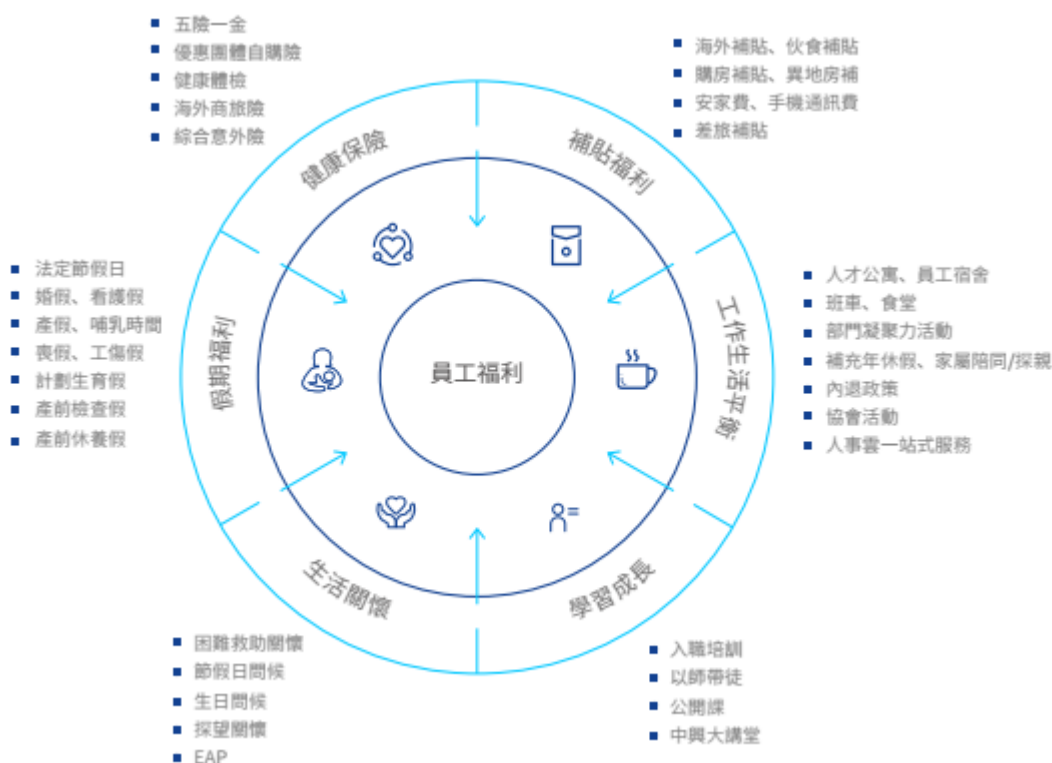 五險一金
優惠團體自購險
健康體檢
海外商旅險
綜合意外險
海外補貼、伙食補貼
購房補貼、異地房補
安家費、手機通訊費
差旅補貼
健康保險
補貼福利
法定節假日
婚假、看護假
產假、哺乳時間
喪假、工傷假
計劃生育假
產前檢查假
產前休養假
假期福利
員工福利
工作生活平衡
人才公寓、員工宿舍
班車、食堂
部門凝聚力活動
補充年休假、家屬陪同/探親
內退政策
協會活動
人事雲一站式服務
生活關懷
學習成長
困難救助關懷
節假日問候
生日問候
探望關懷
EAP
入職培訓
以師帶徒
公開課
中興大講堂